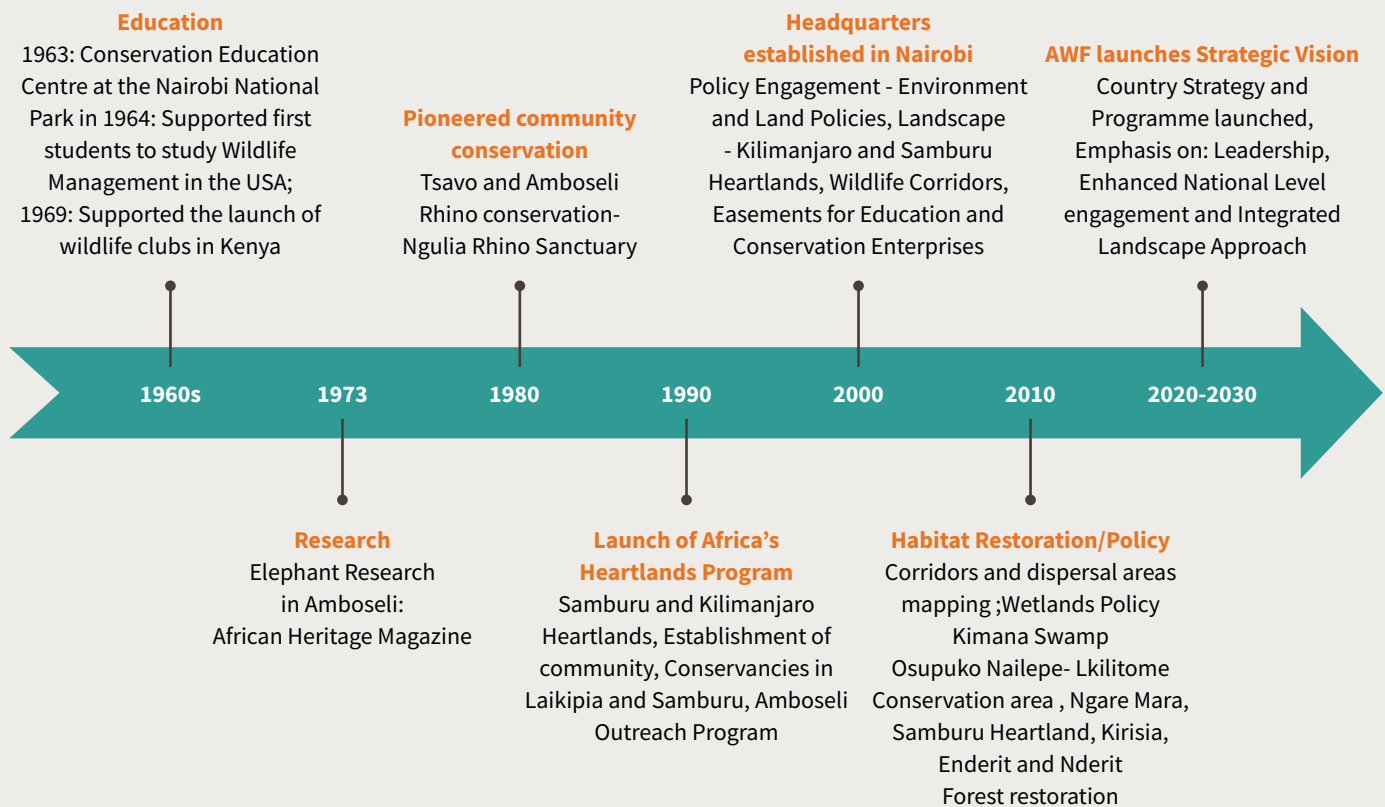 Education
1963: Conservation Education
Centre at the Nairobi National
Park in 1964: Supported first
students to study Wildlife
Management in the USA;
1969: Supported the launch of
wildlife clubs in Kenya
Pioneered community
conservation
Tsavo and Amboseli
Rhino conservation-
Ngulia Rhino Sanctuary
Headquarters
established in Nairobi
Policy Engagement - Environment
and Land Policies, Landscape
- Kilimanjaro and Samburu
Heartlands, Wildlife Corridors,
Easements for Education and
Conservation Enterprises
AWF launches Strategic Vision
Country Strategy and
Programme launched,
Emphasis on: Leadership,
Enhanced National Level
engagement and Integrated
Landscape Approach
1960s
1973
1980
1990
2000
2010
2020-2030
Research
Elephant Research
in Amboseli:
African Heritage Magazine
Launch of Africa’s
Heartlands Program
Samburu and Kilimanjaro
Heartlands, Establishment of
community, Conservancies in
Laikipia and Samburu, Amboseli
Outreach Program
Habitat Restoration/Policy
Corridors and dispersal areas
mapping ;Wetlands Policy
Kimana Swamp
Osupuko Nailepe- Lkilitome
Conservation area , Ngare Mara,
Samburu Heartland, Kirisia,
Enderit and Nderit
Forest restoration